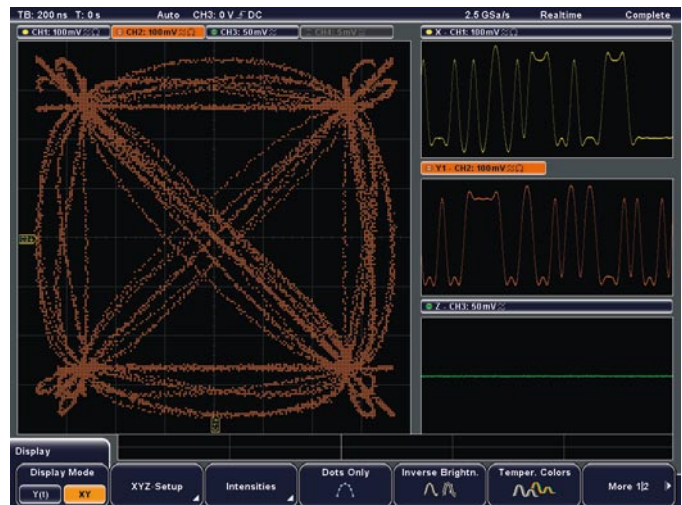 TB: 200 ns T: 0 s Auto CH3: 0 V DC 2.5 GSa/s Realtime Complete
CH1: 100mV CH2: 100mV CH3: 50mV CH4: 5mV
X - CH1: 100mV
Y1 - CH2: 100mV
Z - CH3: 50mV
Display
Display Mode
Y(t) XY
XYZ-Setup
Intensities
Dots Only
Inverse Brightn.
Temper. Colors
More 1|2